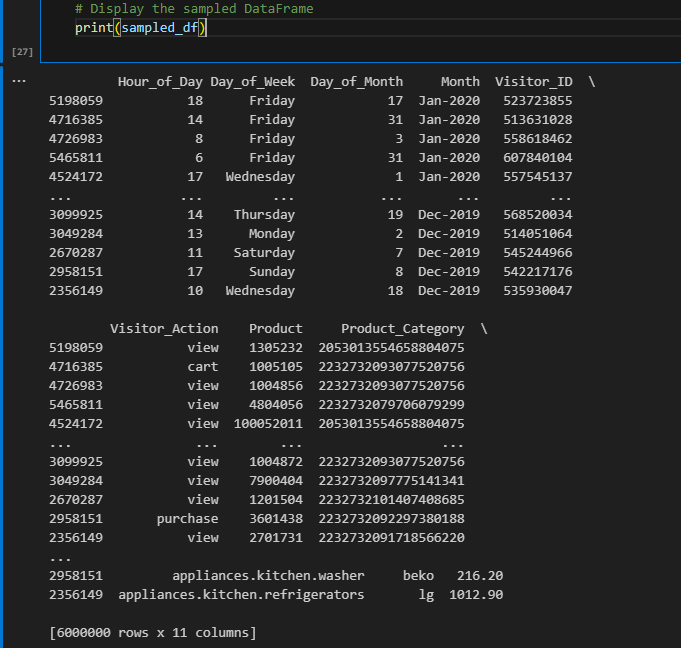 # Display the sampled DataFrame
print(sampled_df)
[27]
...
Hour_of_Day Day_of_Week Day_of_Month Month Visitor_ID \
5198059 18 Friday 17 Jan-2020 523723855
4716385 14 Friday 31 Jan-2020 513631028
4726983 8 Friday 3 Jan-2020 558618462
5465811 6 Friday 31 Jan-2020 607840104
4524172 17 Wednesday 1 Jan-2020 557545137
... ... ... ... ... ...
3099925 14 Thursday 19 Dec-2019 568520034
3049284 13 Monday 2 Dec-2019 514051064
2670287 11 Saturday 7 Dec-2019 545244966
2958151 17 Sunday 8 Dec-2019 542217176
2356149 10 Wednesday 18 Dec-2019 535930047
Visitor_Action Product Product_Category \
5198059 view 1305232 2053013554658804075
4716385 cart 1005105 2232732093077520756
4726983 view 1004856 2232732093077520756
5465811 view 4804056 2232732079706079299
4524172 view 100052011 2053013554658804075
... ... ... ...
3099925 view 1004872 2232732093077520756
3049284 view 7900404 2232732097775141341
2670287 view 1201504 2232732101407408685
2958151 purchase 3601438 2232732092297380188
2356149 view 2701731 2232732091718566220
...
2958151 appliances.kitchen.washer beko 216.20
2356149 appliances.kitchen.refrigerators lg 1012.90
[6000000 rows x 11 columns]